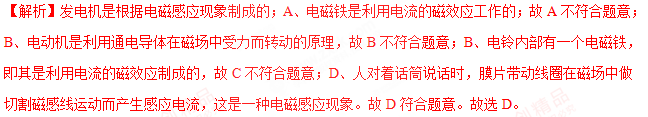 【解析】发电机是根据电磁感应现象制成的；A、电磁铁是利用电流的磁效应工作的；故 A 不符合题意；
B、电动机是利用通电导体在磁场中受力而转动的原理，故 B 不符合题意；B、电铃内部有一个电磁铁，
即其是利用电流的磁效应制成的，故 C 不符合题意；D、人对着话筒说话时，膜片带动线圈在磁场中做
切割磁感线运动而产生感应电流，这是一种电磁感应现象。故 D 符合题意。故选 D。